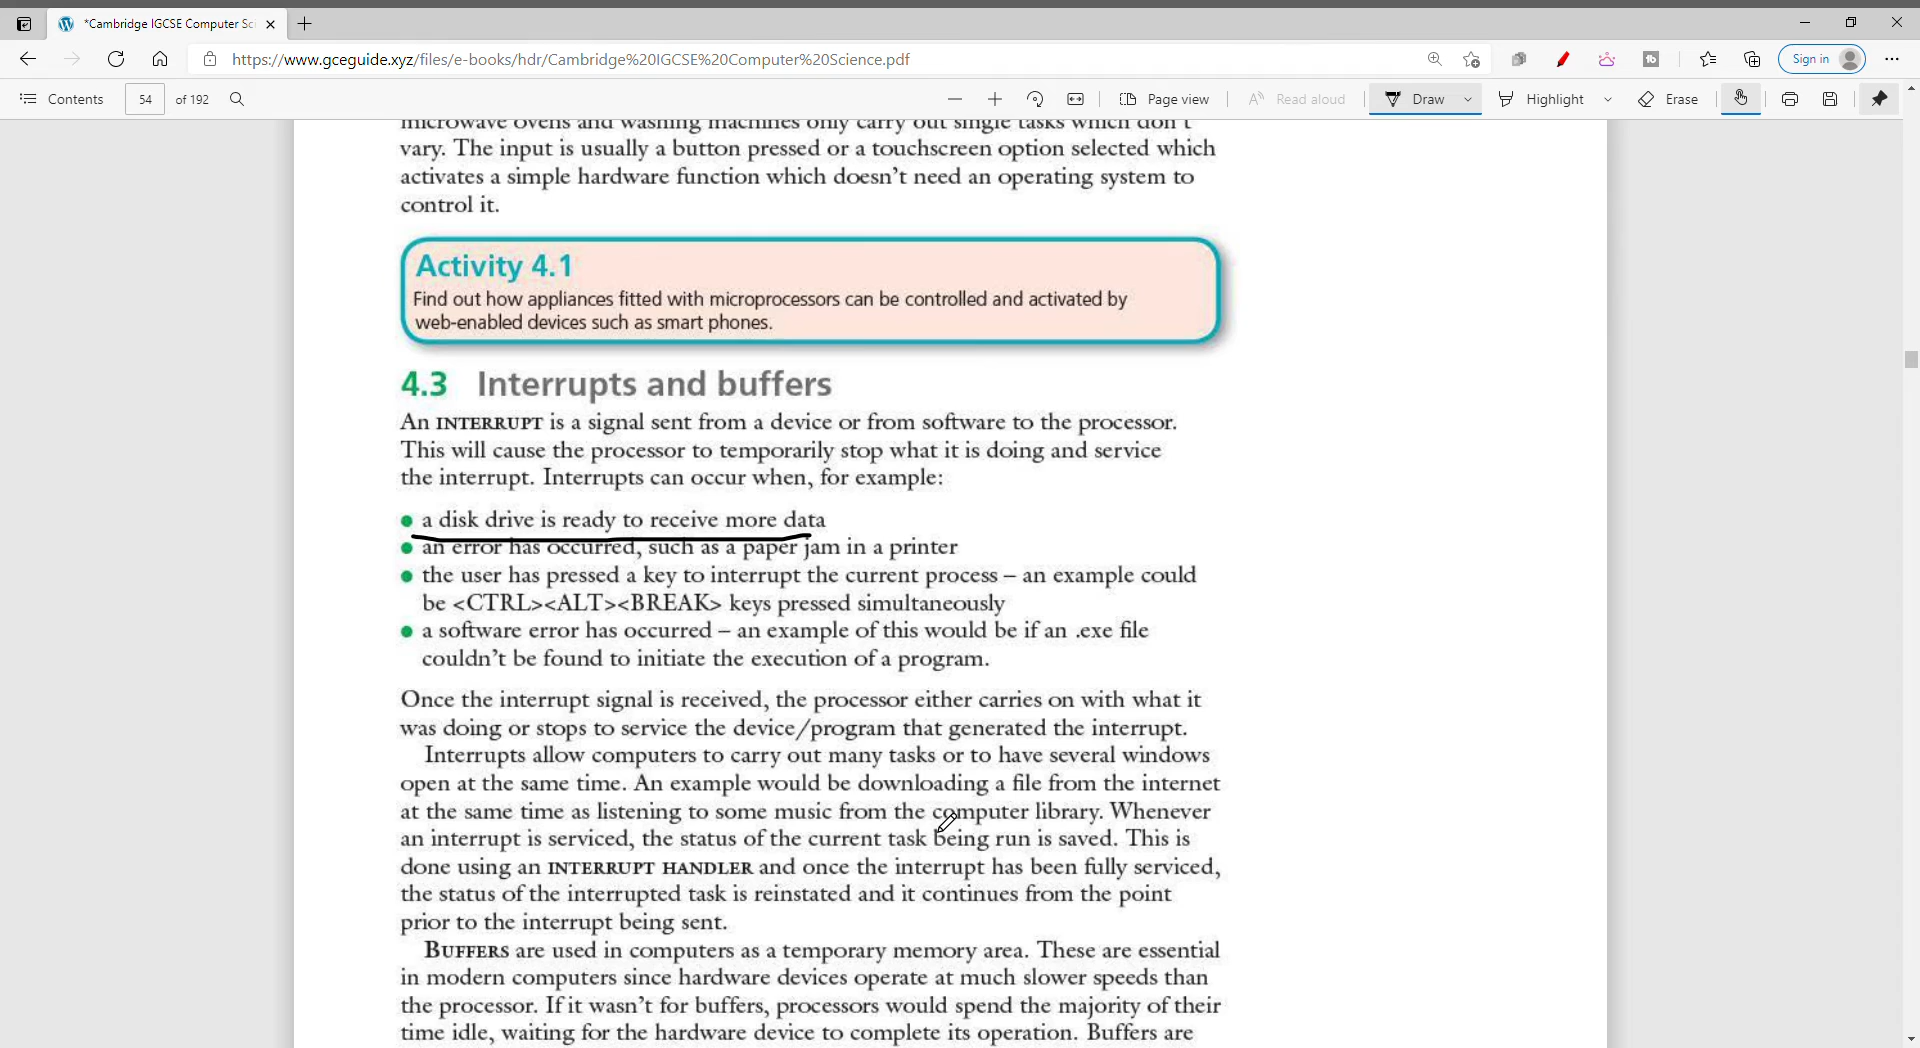 *Cambridge IGCSE Computer Sc
https://www.gceguide.xyz/files/e-books/hdr/Cambridge%20IGCSE%20Computer%20Science.pdf
Sign in
Contents 54 of 192 Page view Read aloud Draw Highlight Erase
microwave ovens and washing machines only carry out single tasks which don't
vary. The input is usually a button pressed or a touchscreen option selected which
activates a simple hardware function which doesn't need an operating system to
control it.
Activity 4.1
Find out how appliances fitted with microprocessors can be controlled and activated by
web-enabled devices such as smart phones.
4.3 Interrupts and buffers
An INTERRUPT is a signal sent from a device or from software to the processor.
This will cause the processor to temporarily stop what it is doing and service
the interrupt. Interrupts can occur when, for example:
● a disk drive is ready to receive more data
● an error has occurred, such as a paper jam in a printer
● the user has pressed a key to interrupt the current process – an example could
be <CTRL><ALT><BREAK> keys pressed simultaneously
● a software error has occurred – an example of this would be if an .exe file
couldn't be found to initiate the execution of a program.
Once the interrupt signal is received, the processor either carries on with what it
was doing or stops to service the device/program that generated the interrupt.
Interrupts allow computers to carry out many tasks or to have several windows
open at the same time. An example would be downloading a file from the internet
at the same time as listening to some music from the computer library. Whenever
an interrupt is serviced, the status of the current task being run is saved. This is
done using an INTERRUPT HANDLER and once the interrupt has been fully serviced,
the status of the interrupted task is reinstated and it continues from the point
prior to the interrupt being sent.
BUFFERS are used in computers as a temporary memory area. These are essential
in modern computers since hardware devices operate at much slower speeds than
the processor. If it wasn't for buffers, processors would spend the majority of their
time idle, waiting for the hardware device to complete its operation. Buffers are